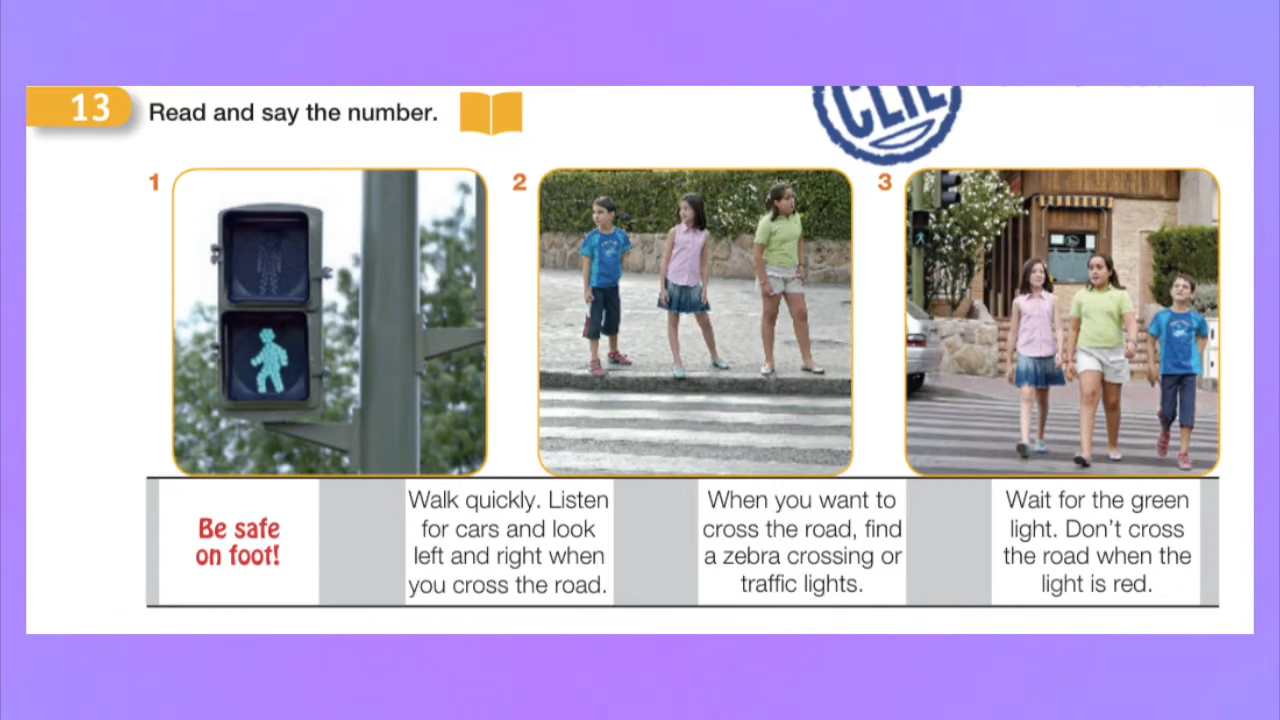 13
Read and say the number.
CLIL
1
2
3
Be safe
on foot!
Walk quickly. Listen
for cars and look
left and right when
you cross the road.
When you want to
cross the road, find
a zebra crossing or
traffic lights.
Wait for the green
light. Don't cross
the road when the
light is red.